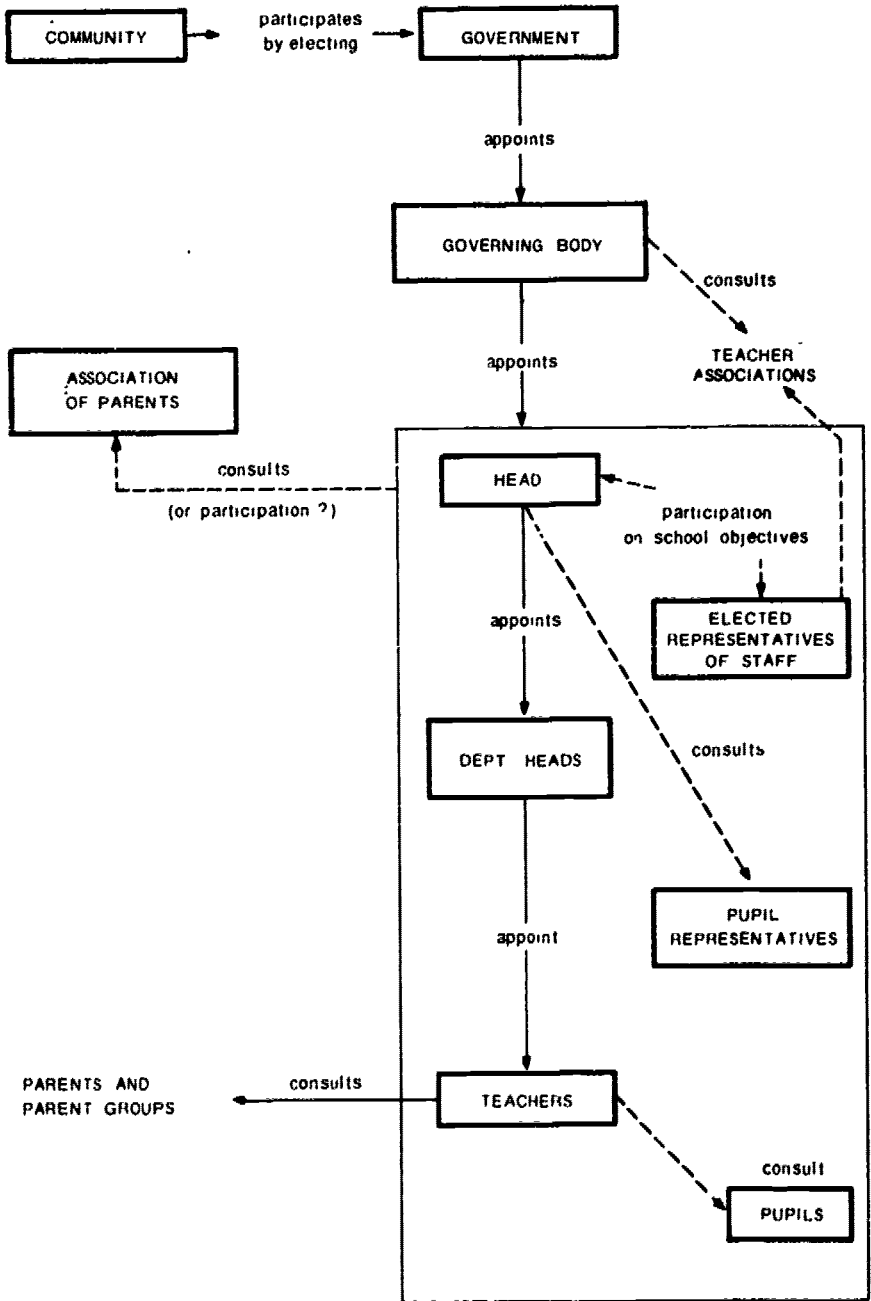 COMMUNITY
participates
by electing
GOVERNMENT
appoints
GOVERNING BODY
consults
TEACHER
ASSOCIATIONS
appoints
ASSOCIATION
OF PARENTS
consults
(or participation ?)
HEAD
participation
on school objectives
appoints
ELECTED
REPRESENTATIVES
OF STAFF
DEPT HEADS
consults
PUPIL
REPRESENTATIVES
appoint
PARENTS AND
PARENT GROUPS
consults
TEACHERS
consult
PUPILS